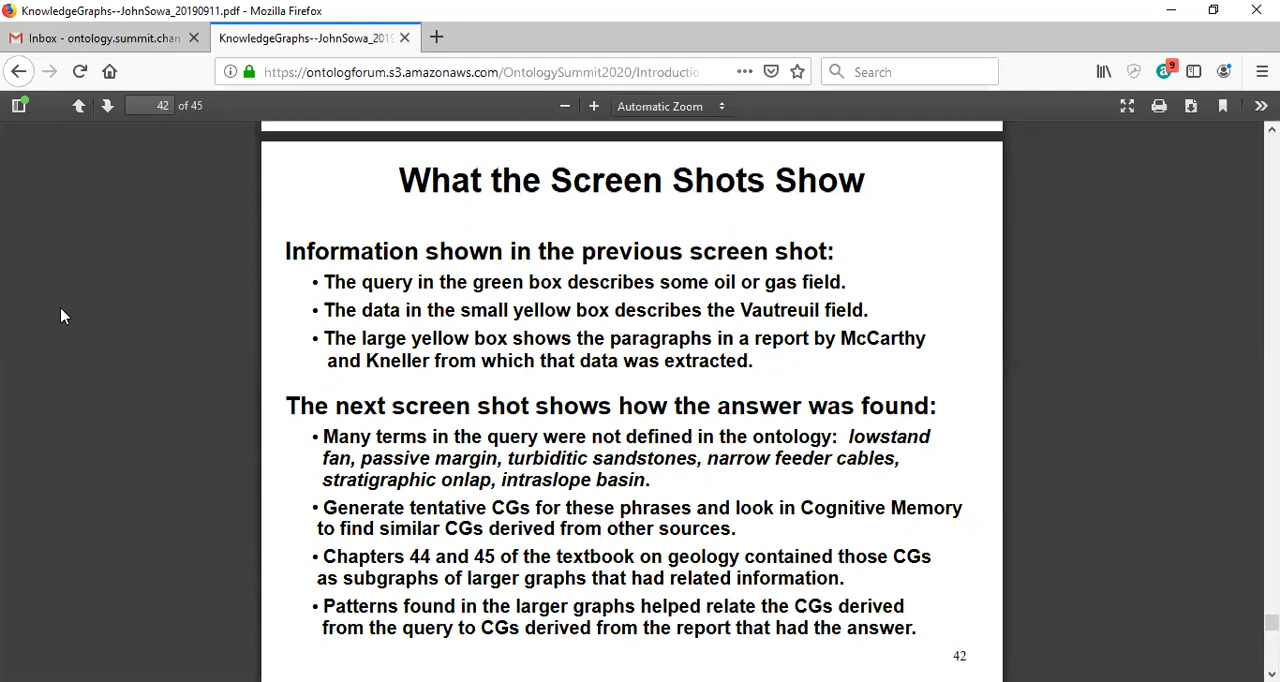 KnowledgeGraphs--JohnSowa_20190911.pdf - Mozilla Firefox
Inbox - ontology.summit.chan
KnowledgeGraphs--JohnSowa_201
https://ontologforum.s3.amazonawa.com/OntologySummit2020/Introductio
Search
9
42 of 45
Automatic Zoom
What the Screen Shots Show
Information shown in the previous screen shot:
• The query in the green box describes some oil or gas field.
• The data in the small yellow box describes the Vautreuil field.
• The large yellow box shows the paragraphs in a report by McCarthy
and Kneller from which that data was extracted.
The next screen shot shows how the answer was found:
• Many terms in the query were not defined in the ontology: lowstand
fan, passive margin, turbiditic sandstones, narrow feeder cables,
stratigraphic onlap, intraslope basin.
• Generate tentative CGs for these phrases and look in Cognitive Memory
to find similar CGs derived from other sources.
• Chapters 44 and 45 of the textbook on geology contained those CGs
as subgraphs of larger graphs that had related information.
• Patterns found in the larger graphs helped relate the CGs derived
from the query to CGs derived from the report that had the answer.
42